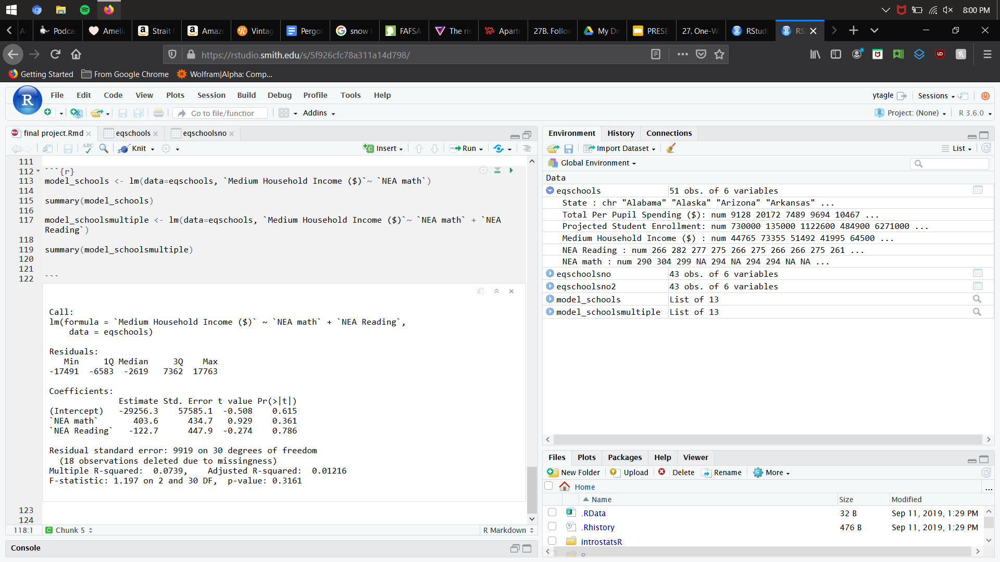 8:00 PM
Podca
Ameli
Strait
Amaz
Vintag
Pergol
snow
FAFSA
The ris
Apart
27B. Follow
My Dr
PRESE
27. One-W
RStudi
RS
https://rstudio.smith.edu/s/5f926cfc78a311a14d798/
Getting Started
From Google Chrome
Wolfram|Alpha: Comp...
R
File Edit Code View Plots Session Build Debug Profile Tools Help
ytagle
Sessions
Go to file/function
Addins
Project: (None)
R 3.6.0
final project.Rmd
eqschools
eqschoolsno
ABC
Knit
Insert
Run
111
112 ```{r}
113 model_schools <- lm(data=eqschools, `Medium Household Income ($)`~ `NEA math`)
114
115 summary(model_schools)
116
117 model_schoolsmultiple <- lm(data=eqschools, `Medium Household Income ($)`~ `NEA math` + `NEA
Reading`)
118
119 summary(model_schoolsmultiple)
120
121
122 ```
Call:
lm(formula = `Medium Household Income ($)` ~ `NEA math` + `NEA Reading`,
data = eqschools)
Residuals:
Min 1Q Median 3Q Max
-17491 -6583 -2619 7362 17763
Coefficients:
Estimate Std. Error t value Pr(>|t|)
(Intercept) -29256.3 57585.1 -0.508 0.615
`NEA math` 403.6 434.7 0.929 0.361
`NEA Reading` -122.7 447.9 -0.274 0.786
Residual standard error: 9919 on 30 degrees of freedom
(18 observations deleted due to missingness)
Multiple R-squared: 0.0739, Adjusted R-squared: 0.01216
F-statistic: 1.197 on 2 and 30 DF, p-value: 0.3161
123
124
118:1
Chunk 5
R Markdown
Console
Environment History Connections
Import Dataset
List
Global Environment
Data
eqschools 51 obs. of 6 variables
State : chr "Alabama" "Alaska" "Arizona" "Arkansas" ...
Total Per Pupil Spending ($): num 9128 20172 7489 9694 10467 ...
Projected Student Enrollment: num 730000 135000 1122600 484900 6271000 ...
Medium Household Income ($) : num 44765 73355 51492 41995 64500 ...
NEA Reading : num 266 282 277 275 266 275 266 266 275 261 ...
NEA math : num 290 304 299 NA 294 NA 294 294 NA NA ...
eqschoolsno 43 obs. of 6 variables
eqschoolsno2 43 obs. of 6 variables
model_schools List of 13
model_schoolsmultiple List of 13
Files Plots Packages Help Viewer
New Folder Upload Delete Rename More
Home
...
Name Size Modified
.RData 32 B Sep 11, 2019, 1:29 PM
.Rhistory 476 B Sep 11, 2019, 1:29 PM
introstatsR
R